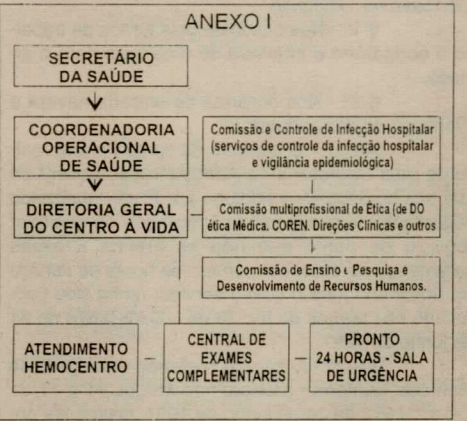 ANEXO I
SECRETÁRIO
DA SAÚDE
COORDENADORIA
OPERACIONAL
DE SAÚDE
Comissão e Controle de Infecção Hospitalar
(serviços de controle da infecção hospitalar
e vigilância epidemiológica)
DIRETORIA GERAL
DO CENTRO À VIDA
Comissão multiprofissional de Ética (de DO
ética Médica. COREN. Direções Clínicas e outros
Comissão de Ensino e Pesquisa e
Desenvolvimento de Recursos Humanos.
ATENDIMENTO
HEMOCENTRO
CENTRAL DE
EXAMES
COMPLEMENTARES
PRONTO
24 HORAS - SALA
DE URGÊNCIA